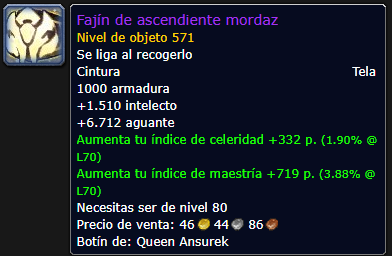 Fajín de ascendiente mordaz
Nivel de objeto 571
Se liga al recogerlo
Cintura Tela
1000 armadura
+1.510 intelecto
+6.712 aguante
Aumenta tu índice de celeridad +332 p. (1.90% @
L70)
Aumenta tu índice de maestría +719 p. (3.88% @
L70)
Necesitas ser de nivel 80
Precio de venta: 46 44 86
Botín de: Queen Ansurek